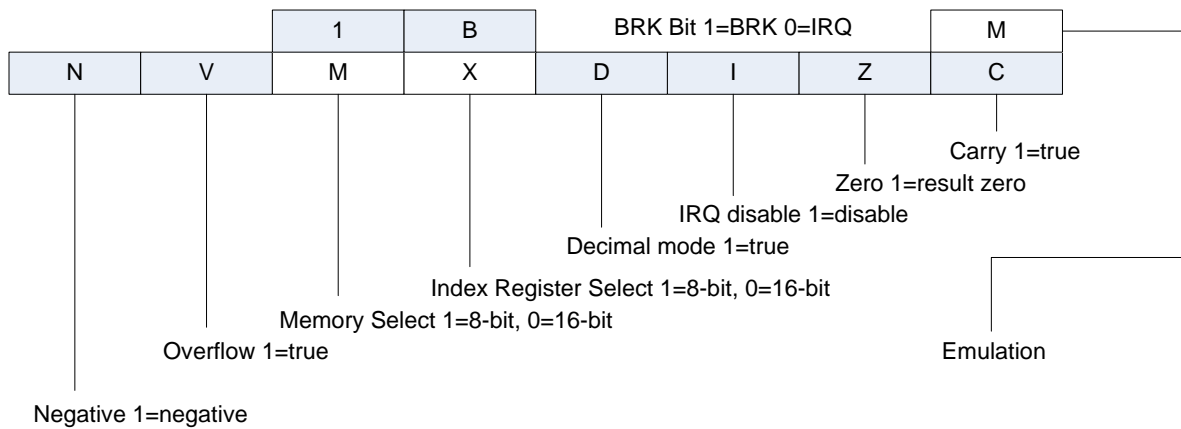 1 B BRK Bit 1=BRK 0=IRQ M
N V M X D I Z C
Carry 1=true
Zero 1=result zero
IRQ disable 1=disable
Decimal mode 1=true
Index Register Select 1=8-bit, 0=16-bit
Memory Select 1=8-bit, 0=16-bit
Overflow 1=true
Emulation
Negative 1=negative